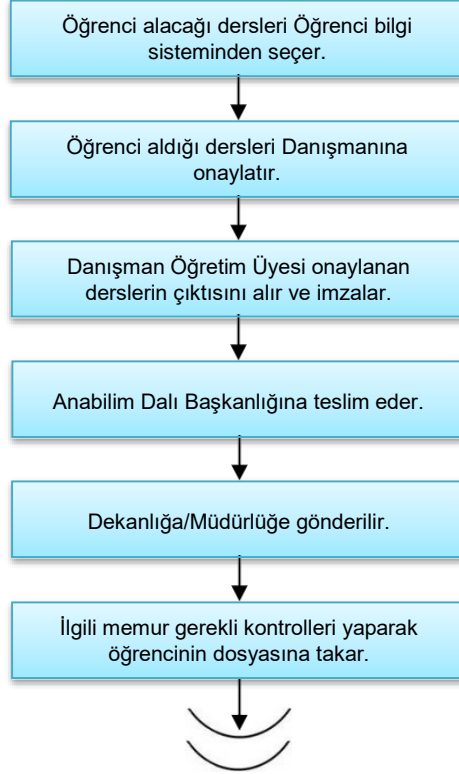 Öğrenci alacağı dersleri Öğrenci bilgi
sisteminden seçer.
Öğrenci aldığı dersleri Danışmanına
onaylatır.
Danışman Öğretim Üyesi onaylanan
derslerin çıktısını alır ve imzalar.
Anabilim Dalı Başkanlığına teslim eder.
Dekanlığa/Müdürlüğe gönderilir.
İlgili memur gerekli kontrolleri yaparak
öğrencinin dosyasına takar.